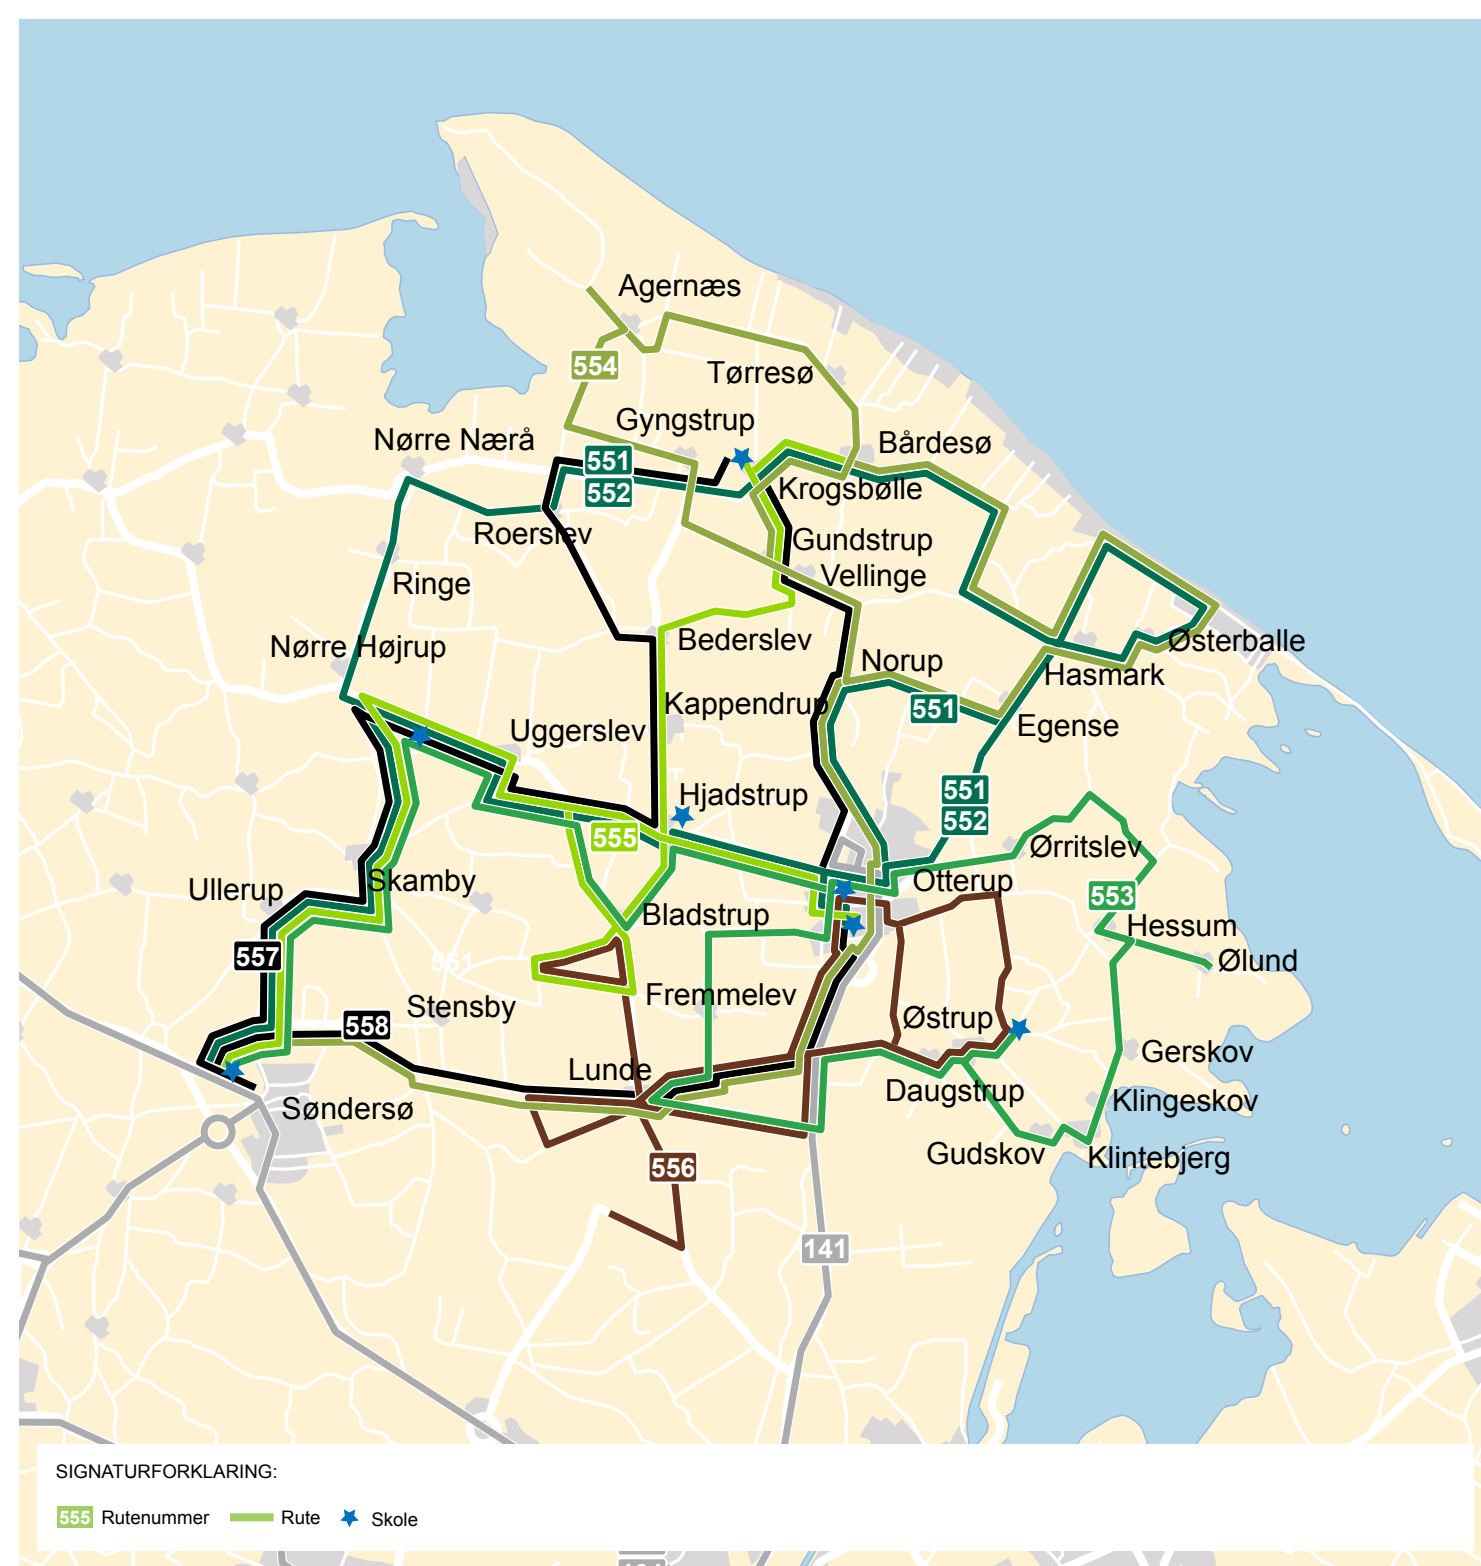 Agernæs
554
Tørresø
Gyngstrup
Nørre Nærå
Bårdesø
551
552
Krogsbølle
Roerslev
Gundstrup
Vellinge
Ringe
Bederslev
Østerballe
Nørre Højrup
Norup
Hasmark
Kappendrup
551
Uggerslev
Egense
Hjadstrup
551
552
555
Ørritslev
Skamby
Otterup
Ullerup
553
Bladstrup
Hessum
557
551
Ølund
Fremmelev
Stensby
558
Østrup
Gerskov
Lunde
Daugstrup
Klingeskov
Søndersø
Gudskov
Klintebjerg
556
141
SIGNATURFORKLARING:
555 Rutenummer Rute Skole